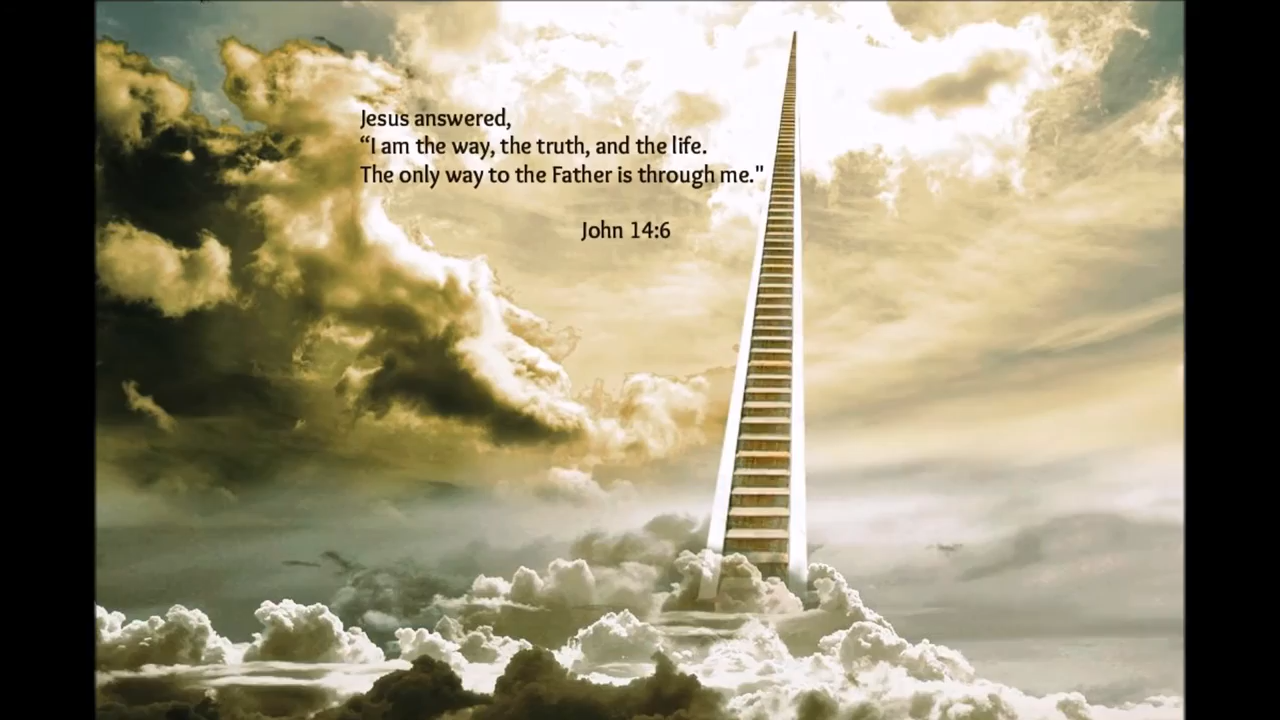 Jesus answered,
“I am the way, the truth, and the life.
The only way to the Father is through me."
John 14:6